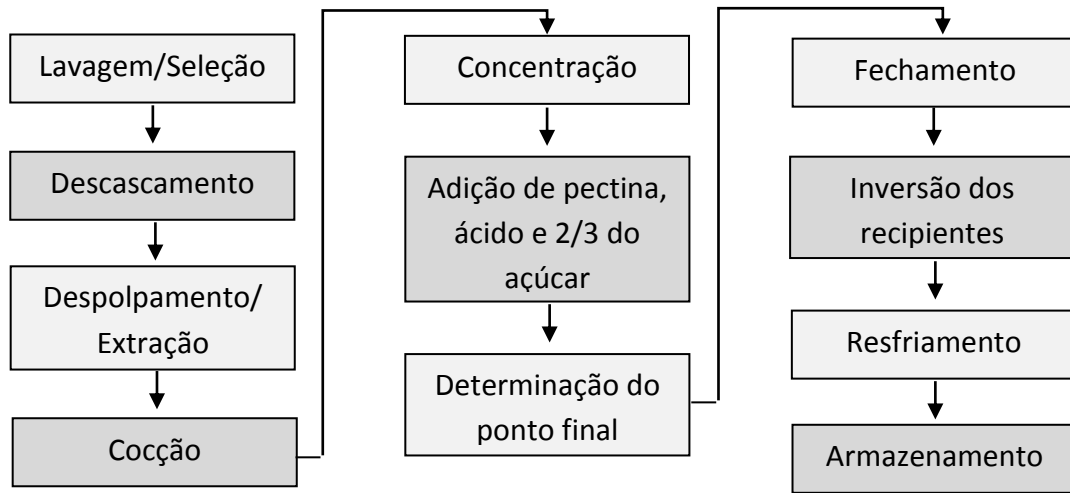 Lavagem/Seleção
Descascamento
Despolpamento/
Extração
Cocção
Concentração
Adição de pectina,
ácido e 2/3 do
açúcar
Determinação do
ponto final
Fechamento
Inversão dos
recipientes
Resfriamento
Armazenamento